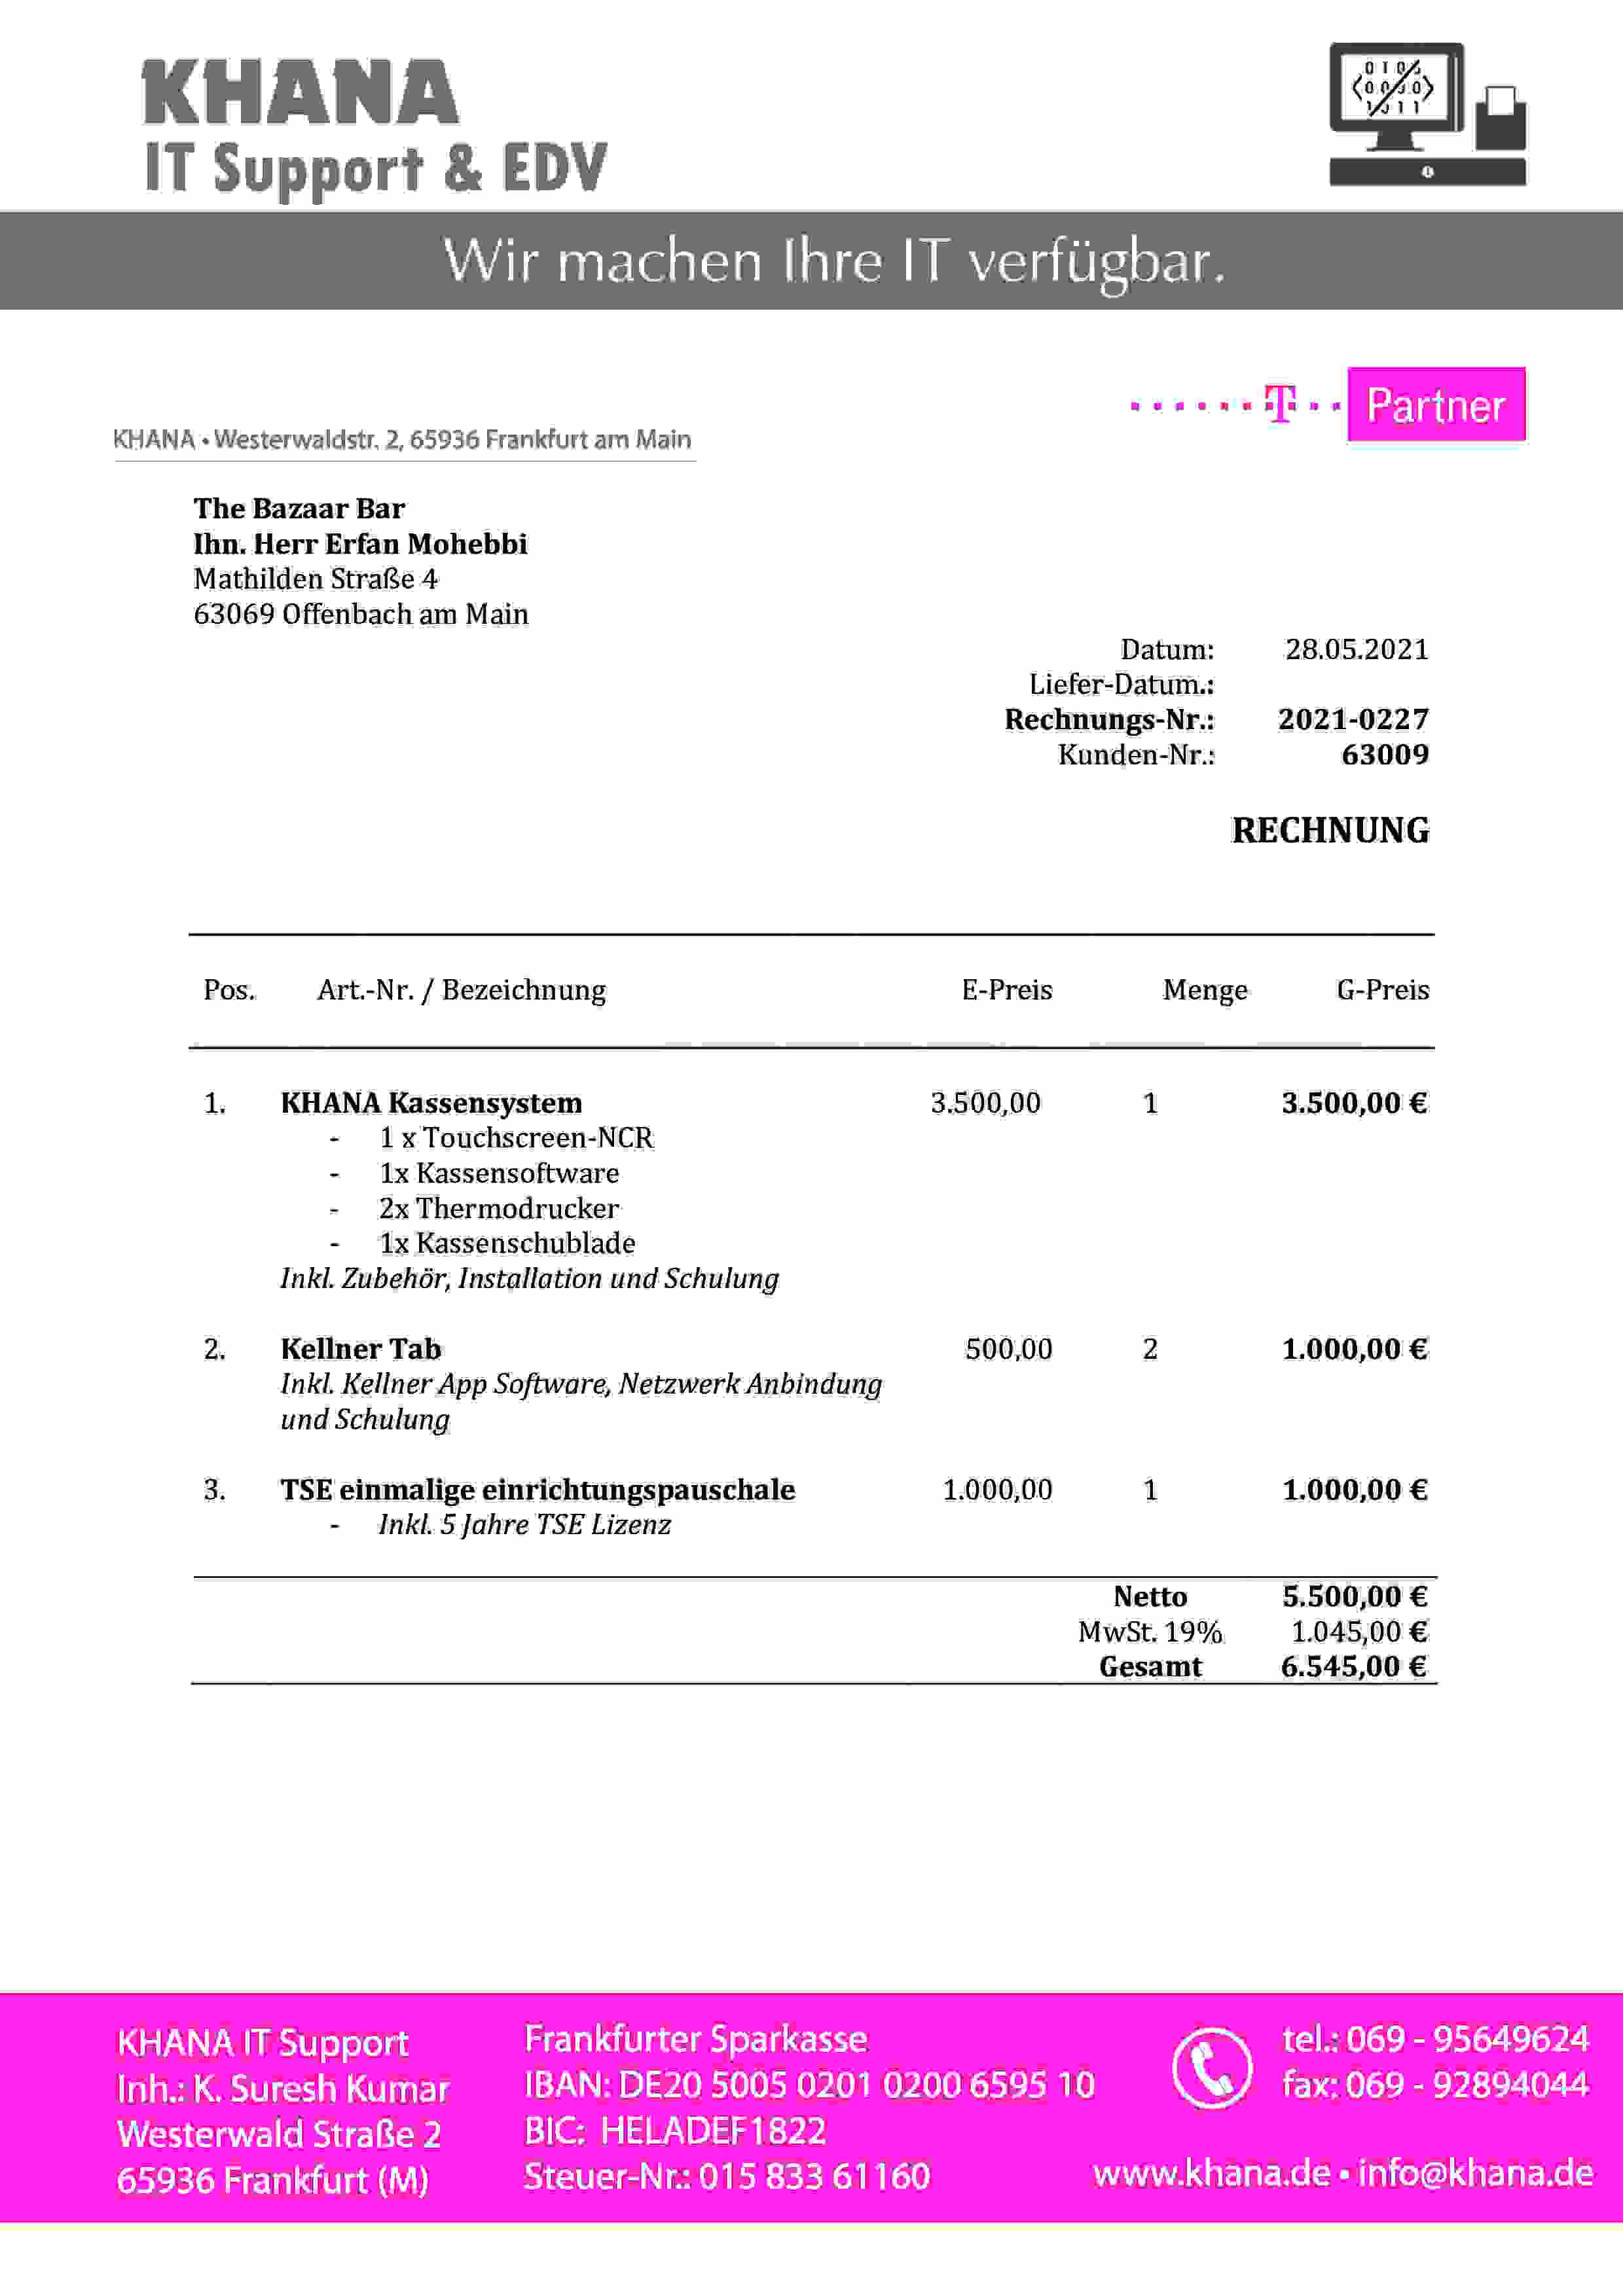 KHANA
IT Support & EDV
Wir machen Ihre IT verfügbar.
T Partner
KHANA • Westerwaldstr. 2, 65936 Frankfurt am Main
The Bazaar Bar
Ihn. Herr Erfan Mohebbi
Mathilden Straße 4
63069 Offenbach am Main
Datum: 28.05.2021
Liefer-Datum.:
Rechnungs-Nr.: 2021-0227
Kunden-Nr.: 63009
RECHNUNG
Pos. Art.-Nr. / Bezeichnung E-Preis Menge G-Preis
1. KHANA Kassensystem 3.500,00 1 3.500,00 €
- 1 x Touchscreen-NCR
- 1x Kassensoftware
- 2x Thermodrucker
- 1x Kassenschublade
Inkl. Zubehör, Installation und Schulung
2. Kellner Tab 500,00 2 1.000,00 €
Inkl. Kellner App Software, Netzwerk Anbindung
und Schulung
3. TSE einmalige einrichtungspauschale 1.000,00 1 1.000,00 €
- Inkl. 5 Jahre TSE Lizenz
Netto 5.500,00 €
MwSt. 19% 1.045,00 €
Gesamt 6.545,00 €
KHANA IT Support
Inh.: K. Suresh Kumar
Westerwald Straße 2
65936 Frankfurt (M)
Frankfurter Sparkasse
IBAN: DE20 5005 0201 0200 6595 10
BIC: HELADEF1822
Steuer-Nr.: 015 833 61160
tel.: 069 - 95649624
fax: 069 - 92894044
www.khana.de • info@khana.de